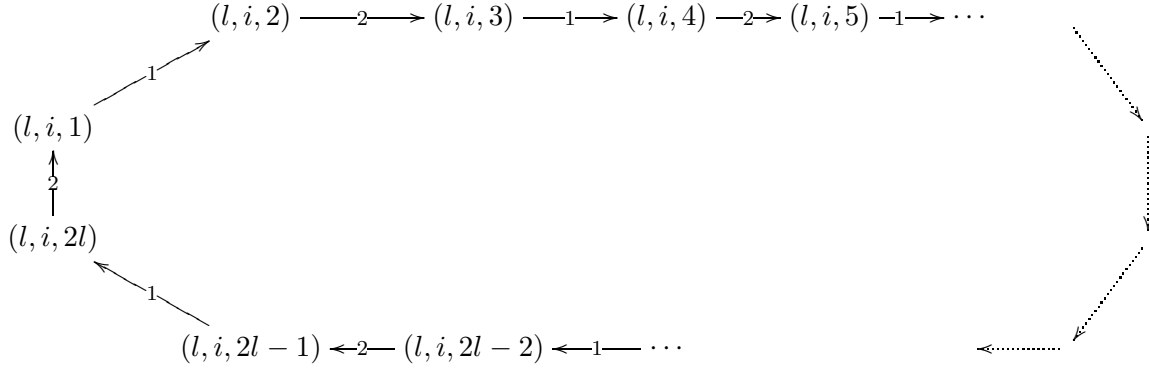 (l, i, 2) 2 (l, i, 3) 1 (l, i, 4) 2 (l, i, 5) 1 ⋯
1
(l, i, 1)
2
(l, i, 2l)
1
(l, i, 2l − 1) 2 (l, i, 2l − 2) 1 ⋯